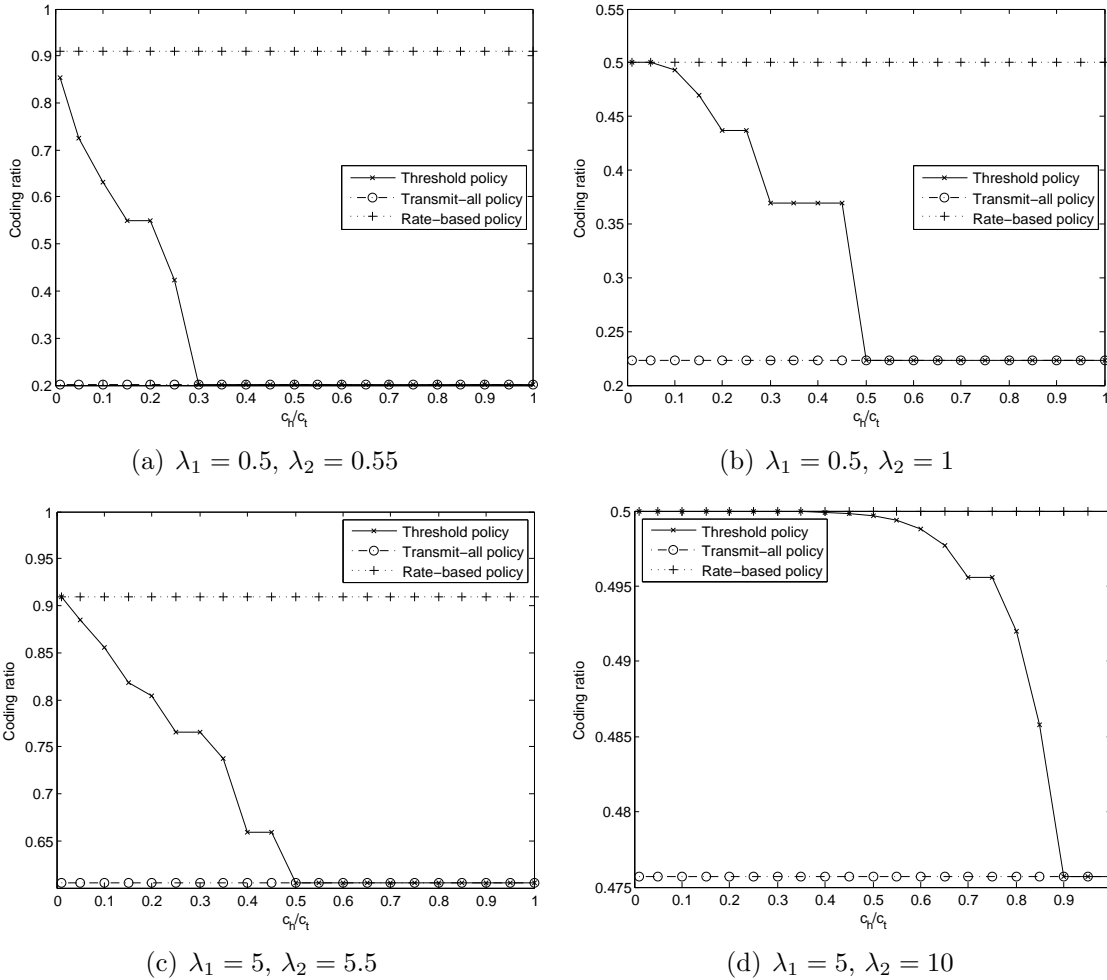 1
0.9
0.8
0.7
0.6
0.5
0.4
0.3
0.2
Coding ratio
Threshold policy
Transmit−all policy
Rate−based policy
0 0.1 0.2 0.3 0.4 0.5 0.6 0.7 0.8 0.9 1
c_h/c_t
(a) λ₁ = 0.5, λ₂ = 0.55
0.55
0.5
0.45
0.4
0.35
0.3
0.25
0.2
Coding ratio
Threshold policy
Transmit−all policy
Rate−based policy
0 0.1 0.2 0.3 0.4 0.5 0.6 0.7 0.8 0.9 1
c_h/c_t
(b) λ₁ = 0.5, λ₂ = 1
1
0.95
0.9
0.85
0.8
0.75
0.7
0.65
Coding ratio
Threshold policy
Transmit−all policy
Rate−based policy
0 0.1 0.2 0.3 0.4 0.5 0.6 0.7 0.8 0.9 1
c_h/c_t
(c) λ₁ = 5, λ₂ = 5.5
0.5
0.495
0.49
0.485
0.48
0.475
Coding ratio
Threshold policy
Transmit−all policy
Rate−based policy
0 0.1 0.2 0.3 0.4 0.5 0.6 0.7 0.8 0.9
c_h/c_t
(d) λ₁ = 5, λ₂ = 10